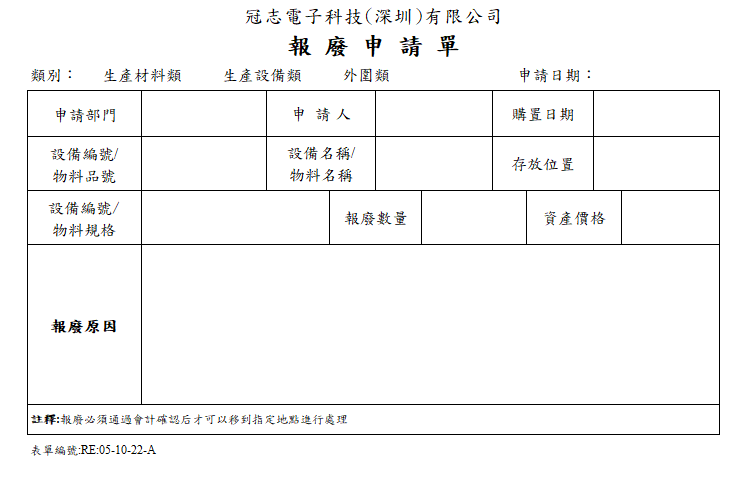 冠志電子科技(深圳)有限公司
報 廢 申 請 單
類別： 生產材料類 生產設備類 外圍類 申請日期：
申請部門 申 請 人 購置日期
設備編號/ 設備名稱/ 存放位置
物料品號 物料名稱
設備編號/ 報廢數量 資產價格
物料規格
報廢原因
註釋:報廢必須通過會計確認后才可以移到指定地點進行處理
表單編號:RE:05-10-22-A